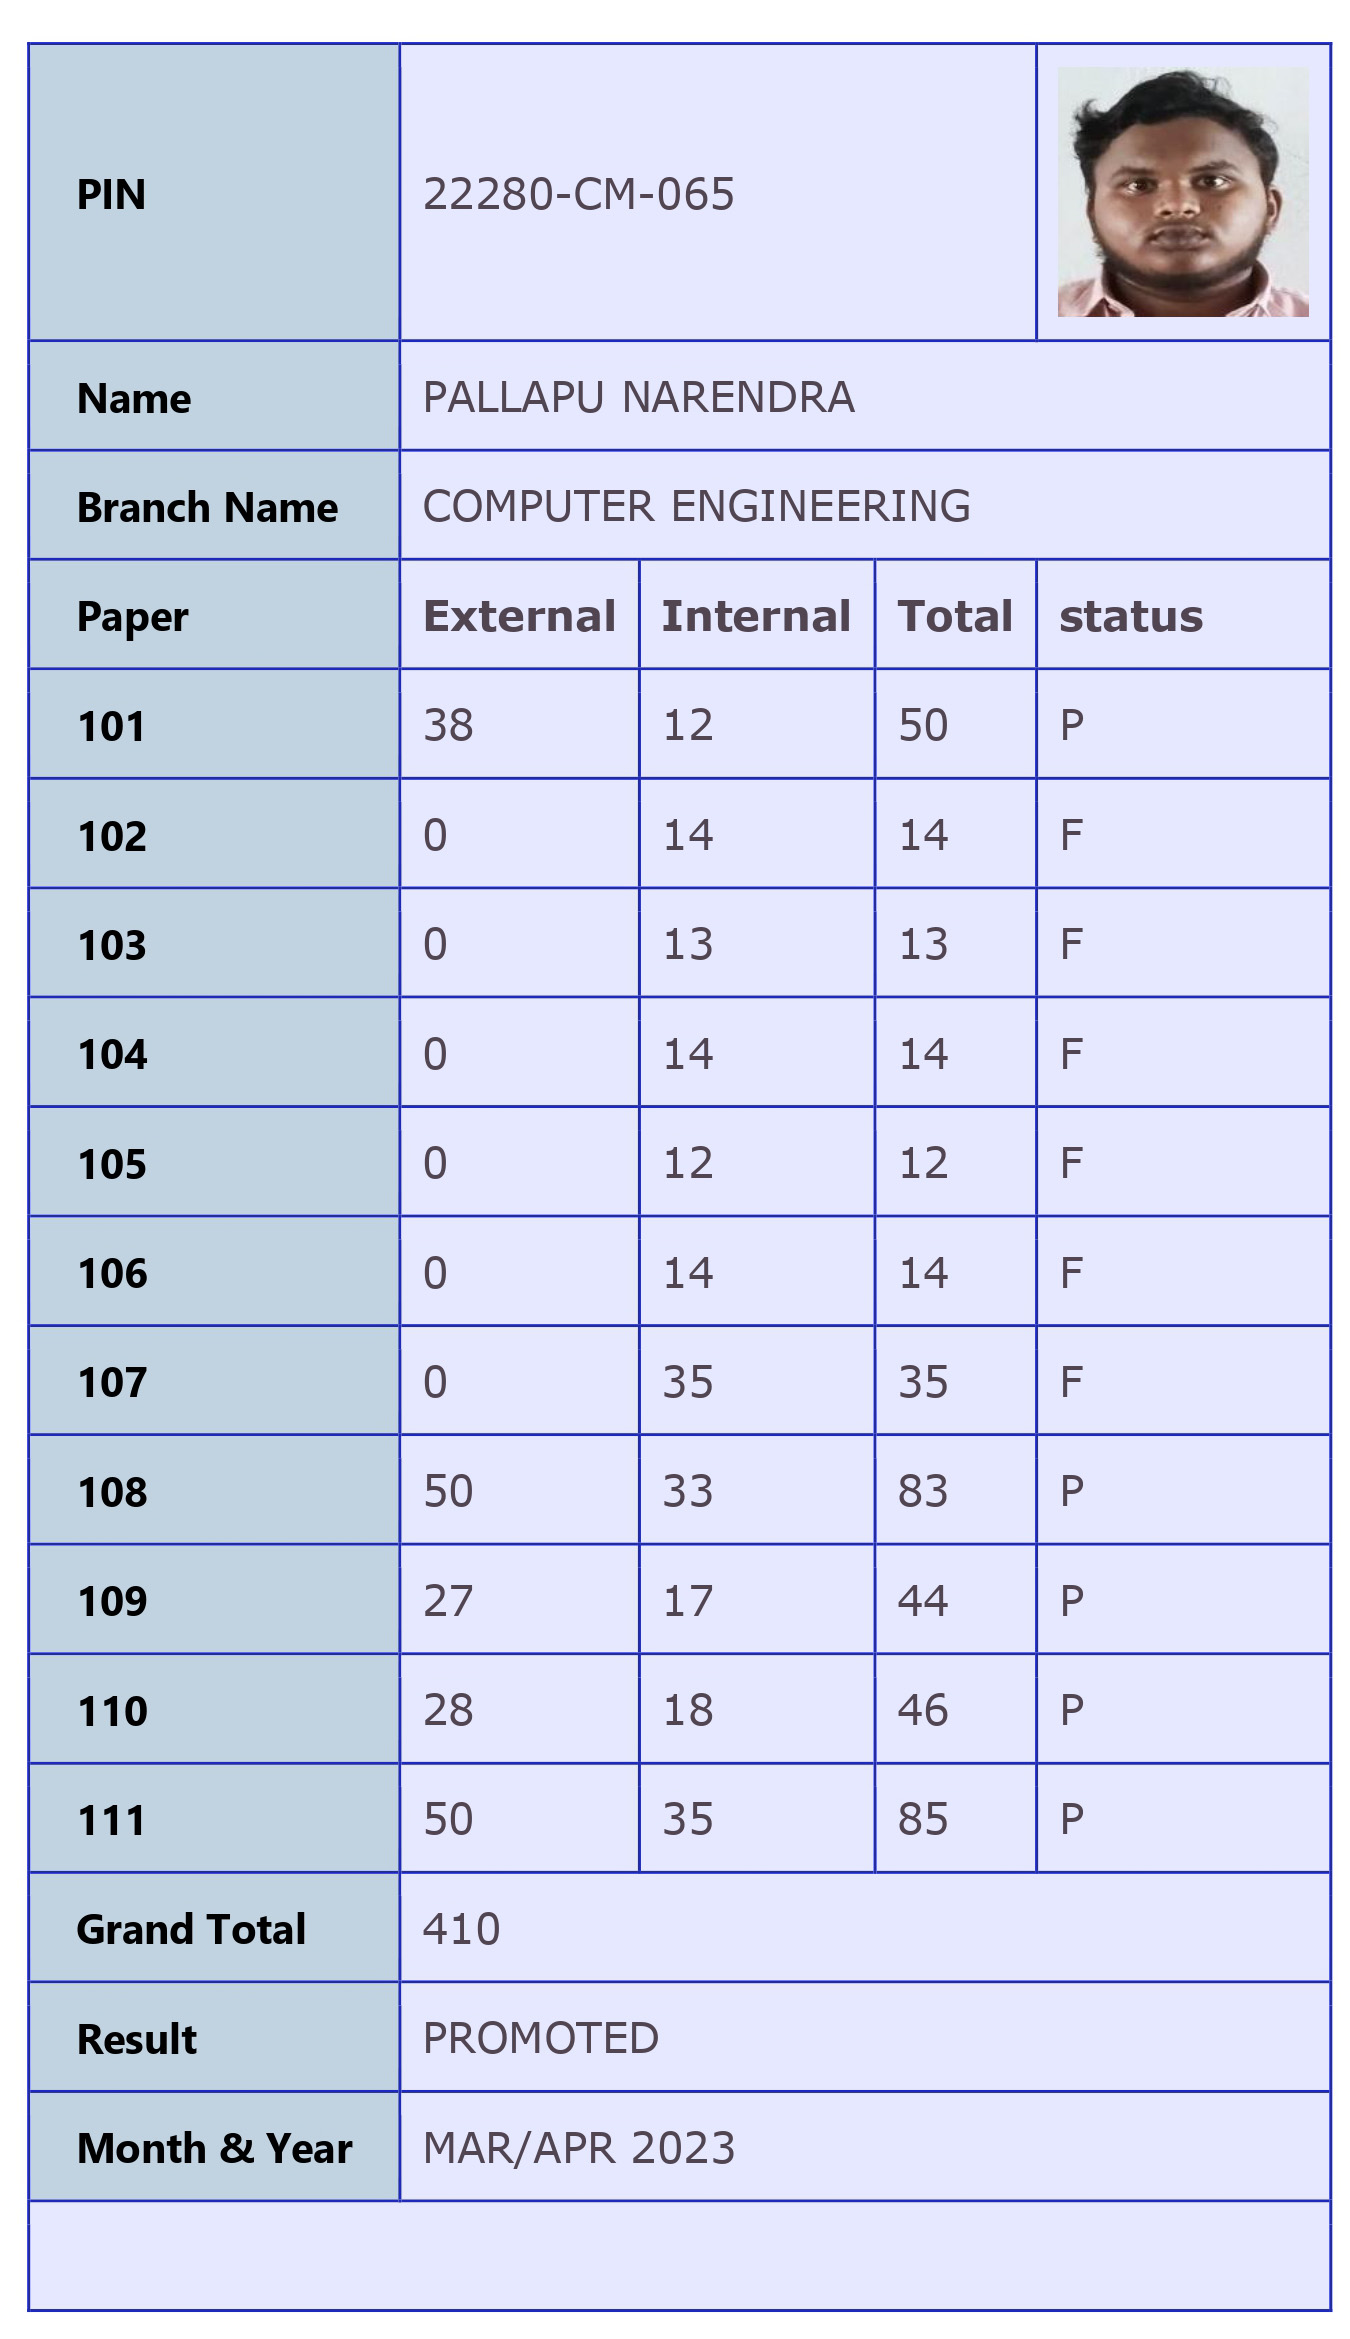 PIN 22280-CM-065
Name PALLAPU NARENDRA
Branch Name COMPUTER ENGINEERING
Paper External Internal Total status
101 38 12 50 P
102 0 14 14 F
103 0 13 13 F
104 0 14 14 F
105 0 12 12 F
106 0 14 14 F
107 0 35 35 F
108 50 33 83 P
109 27 17 44 P
110 28 18 46 P
111 50 35 85 P
Grand Total 410
Result PROMOTED
Month & Year MAR/APR 2023